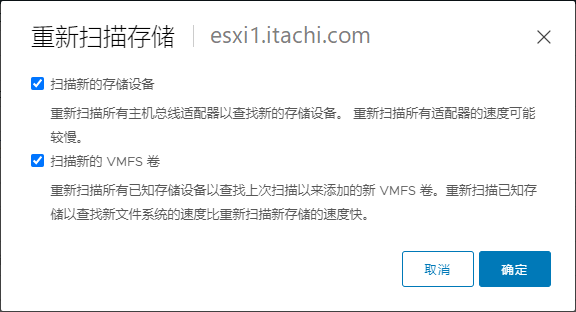 重新扫描存储 esxi1.itachi.com
扫描新的存储设备
重新扫描所有主机总线适配器以查找新的存储设备。 重新扫描所有适配器的速度可能
较慢。
扫描新的 VMFS 卷
重新扫描所有已知存储设备以查找上次扫描以来添加的新 VMFS 卷。重新扫描已知存
储以查找新文件系统的速度比重新扫描新存储的速度快。
取消 确定